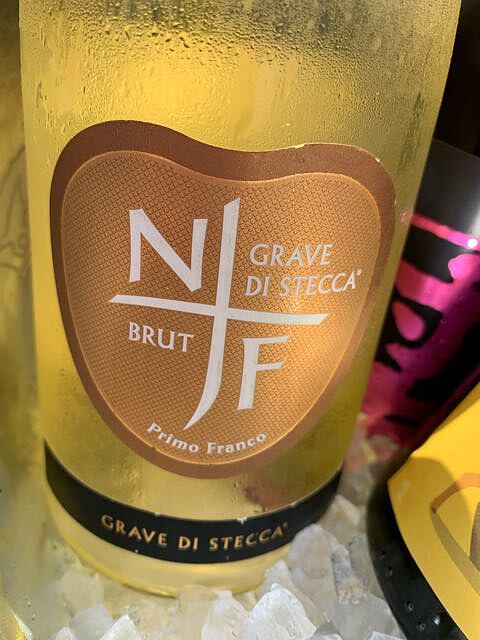 N
GRAVE
DI STECCA®
BRUT
F
Primo Franco
GRAVE DI STECCA®